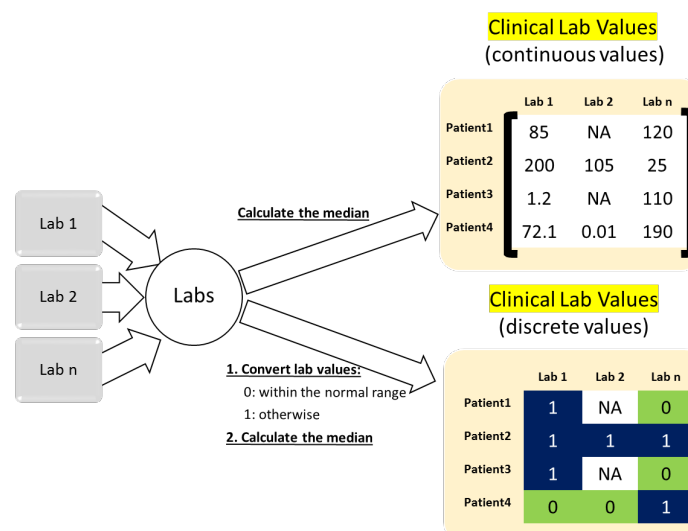 Clinical Lab Values
(continuous values)
Lab 1 Lab 2 Lab n
Patient1 85 NA 120
Patient2 200 105 25
Patient3 1.2 NA 110
Patient4 72.1 0.01 190
Lab 1
Lab 2
Lab n
Labs
Calculate the median
1. Convert lab values:
0: within the normal range
1: otherwise
2. Calculate the median
Clinical Lab Values
(discrete values)
Lab 1 Lab 2 Lab n
Patient1 1 NA 0
Patient2 1 1 1
Patient3 1 NA 0
Patient4 0 0 1